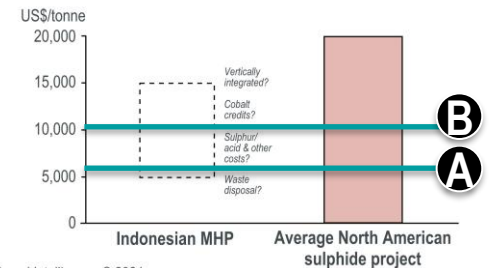 US$/tonne
20,000
15,000
10,000
5,000
0
Vertically
integrated?
Cobalt
credits?
Sulphur/
acid & other
costs?
Waste
disposal?
B
A
Indonesian MHP
Average North American
sulphide project